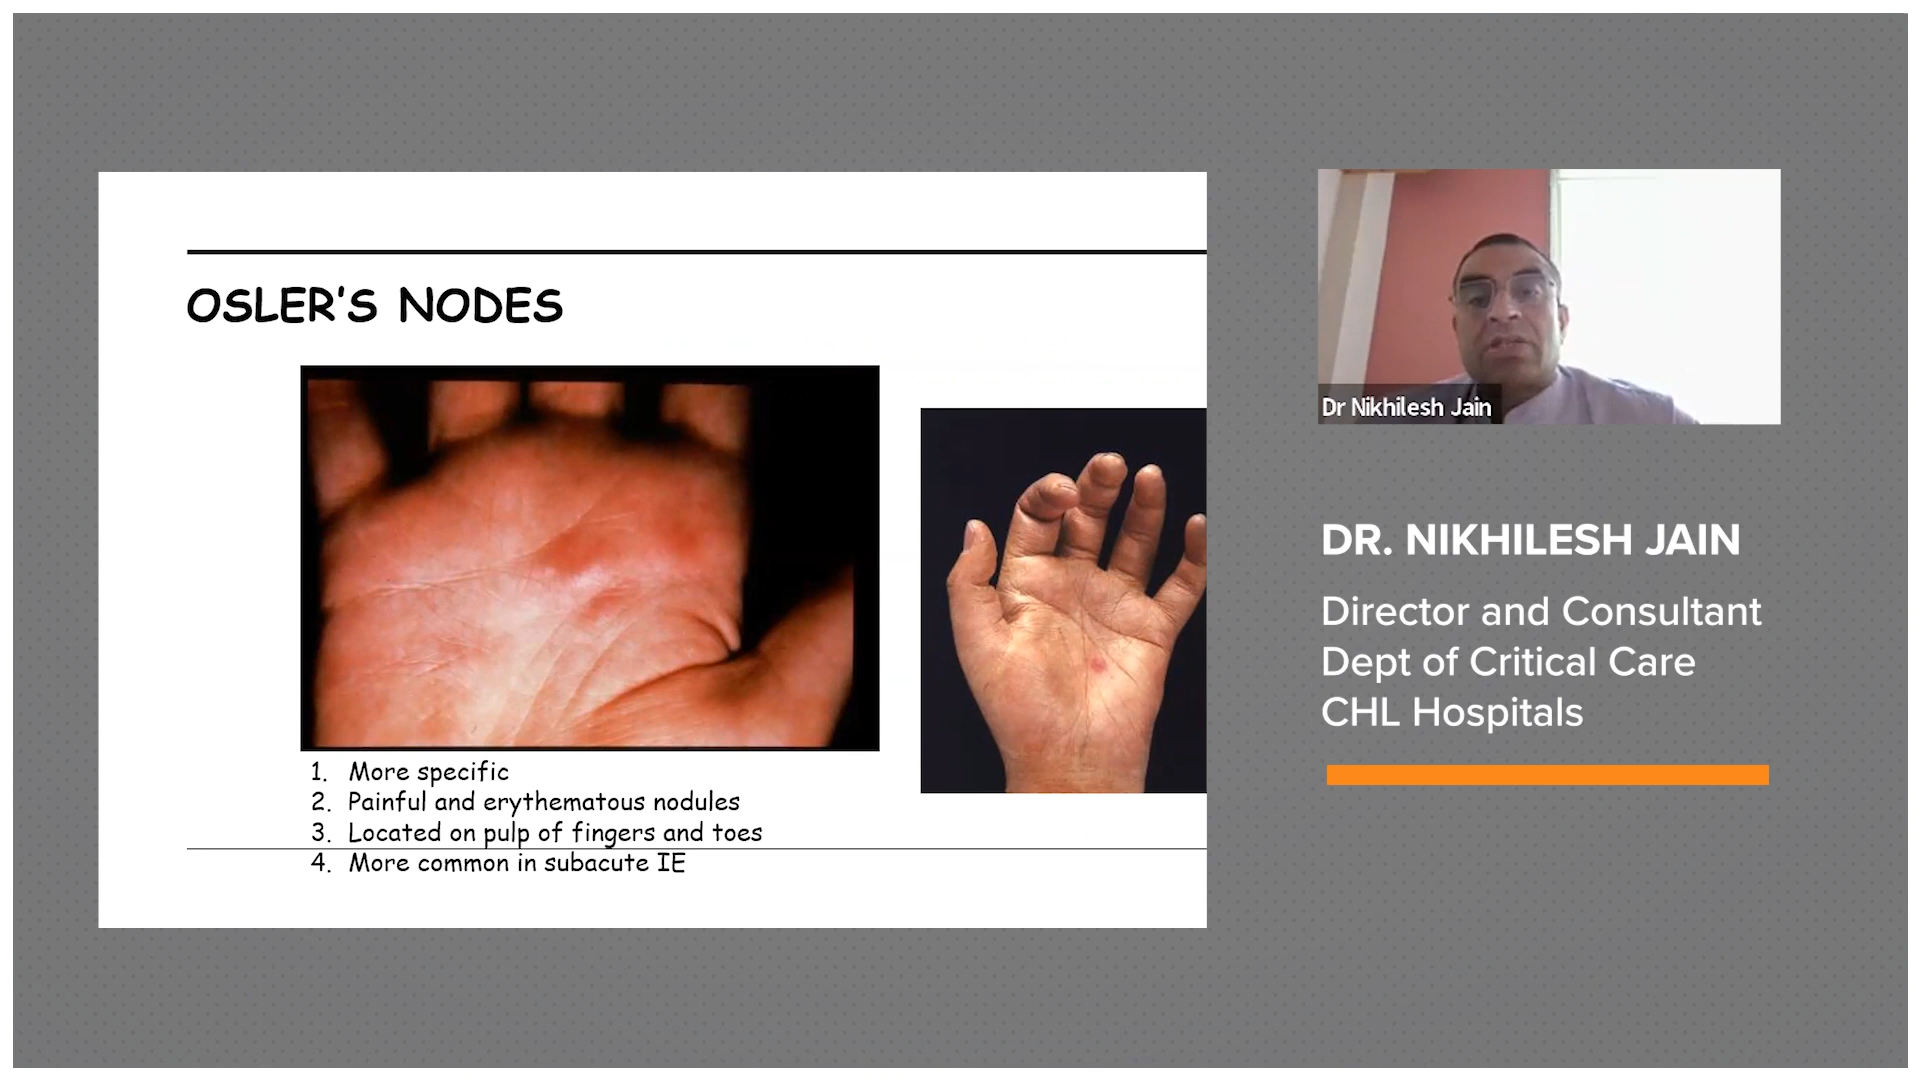 OSLER'S NODES
1. More specific
2. Painful and erythematous nodules
3. Located on pulp of fingers and toes
4. More common in subacute IE
Dr Nikhilesh Jain
DR. NIKHILESH JAIN
Director and Consultant
Dept of Critical Care
CHL Hospitals